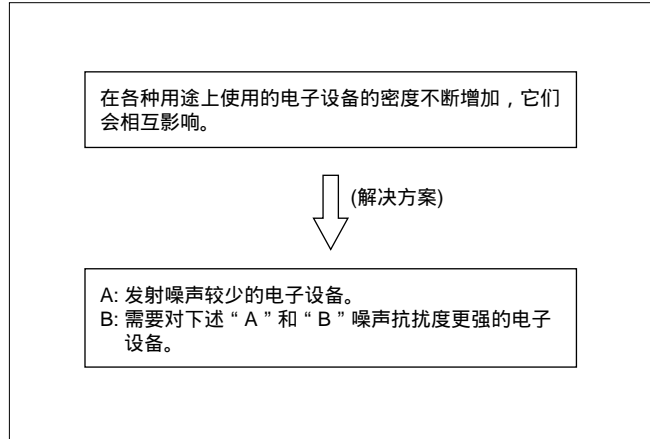 在各种用途上使用的电子设备的密度不断增加，它们
会相互影响。
(解决方案)
A: 发射噪声较少的电子设备。
B: 需要对下述“A”和“B”噪声抗扰度更强的电子
设备。